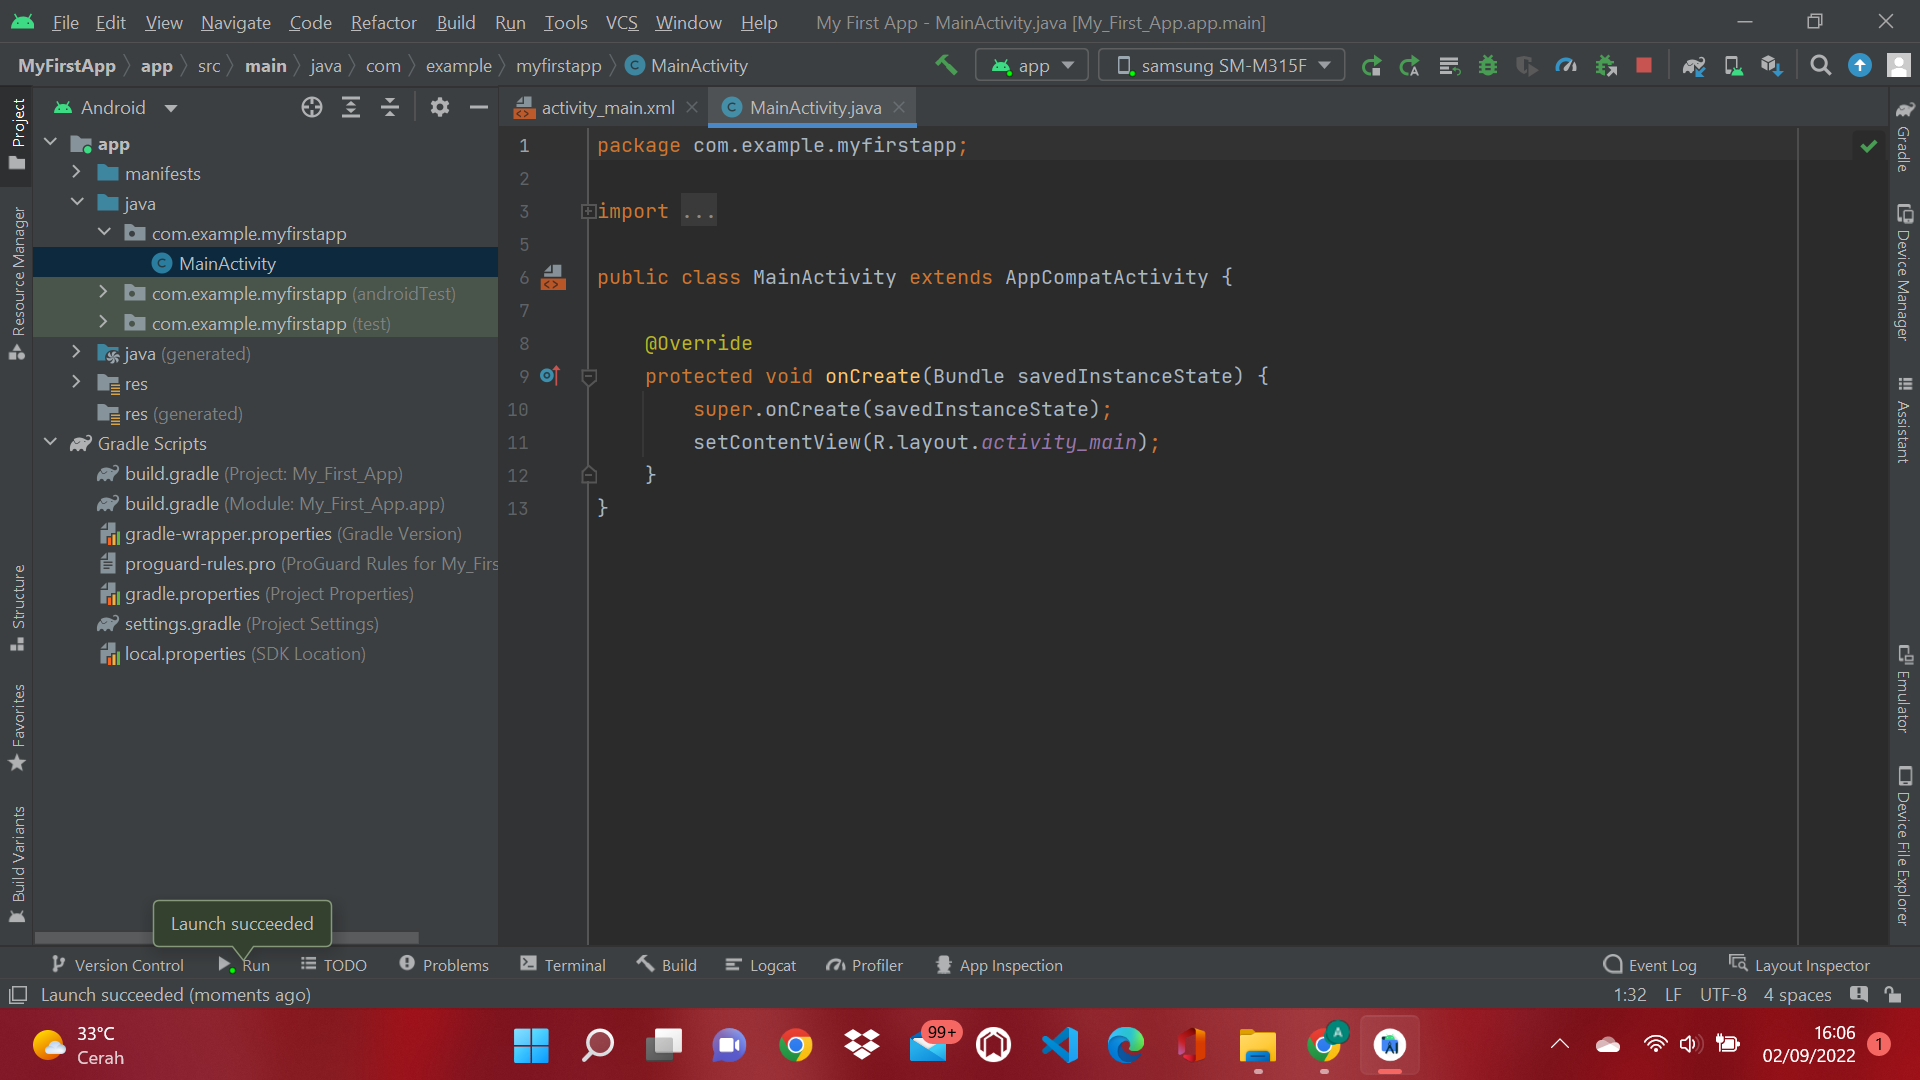 File Edit View Navigate Code Refactor Build Run Tools VCS Window Help My First App - MainActivity.java [My_First_App.app.main]
MyFirstApp app src main java com example myfirstapp C MainActivity app samsung SM-M315F
Android
activity_main.xml C MainActivity.java
Project
Resource Manager
Structure
Favorites
Build Variants
app
manifests
java
com.example.myfirstapp
C MainActivity
com.example.myfirstapp (androidTest)
com.example.myfirstapp (test)
java (generated)
res
res (generated)
Gradle Scripts
build.gradle (Project: My_First_App)
build.gradle (Module: My_First_App.app)
gradle-wrapper.properties (Gradle Version)
proguard-rules.pro (ProGuard Rules for My_Firs
gradle.properties (Project Properties)
settings.gradle (Project Settings)
local.properties (SDK Location)
1 package com.example.myfirstapp;
2
3 import ...
5
6 public class MainActivity extends AppCompatActivity {
7
8 @Override
9 protected void onCreate(Bundle savedInstanceState) {
10 super.onCreate(savedInstanceState);
11 setContentView(R.layout.activity_main);
12 }
13 }
Gradle
Device Manager
Assistant
Emulator
Device File Explorer
Launch succeeded
Version Control Run TODO Problems Terminal Build Logcat Profiler App Inspection Event Log Layout Inspector
Launch succeeded (moments ago) 1:32 LF UTF-8 4 spaces
33°C
Cerah
99+
A
16:06
02/09/2022
1